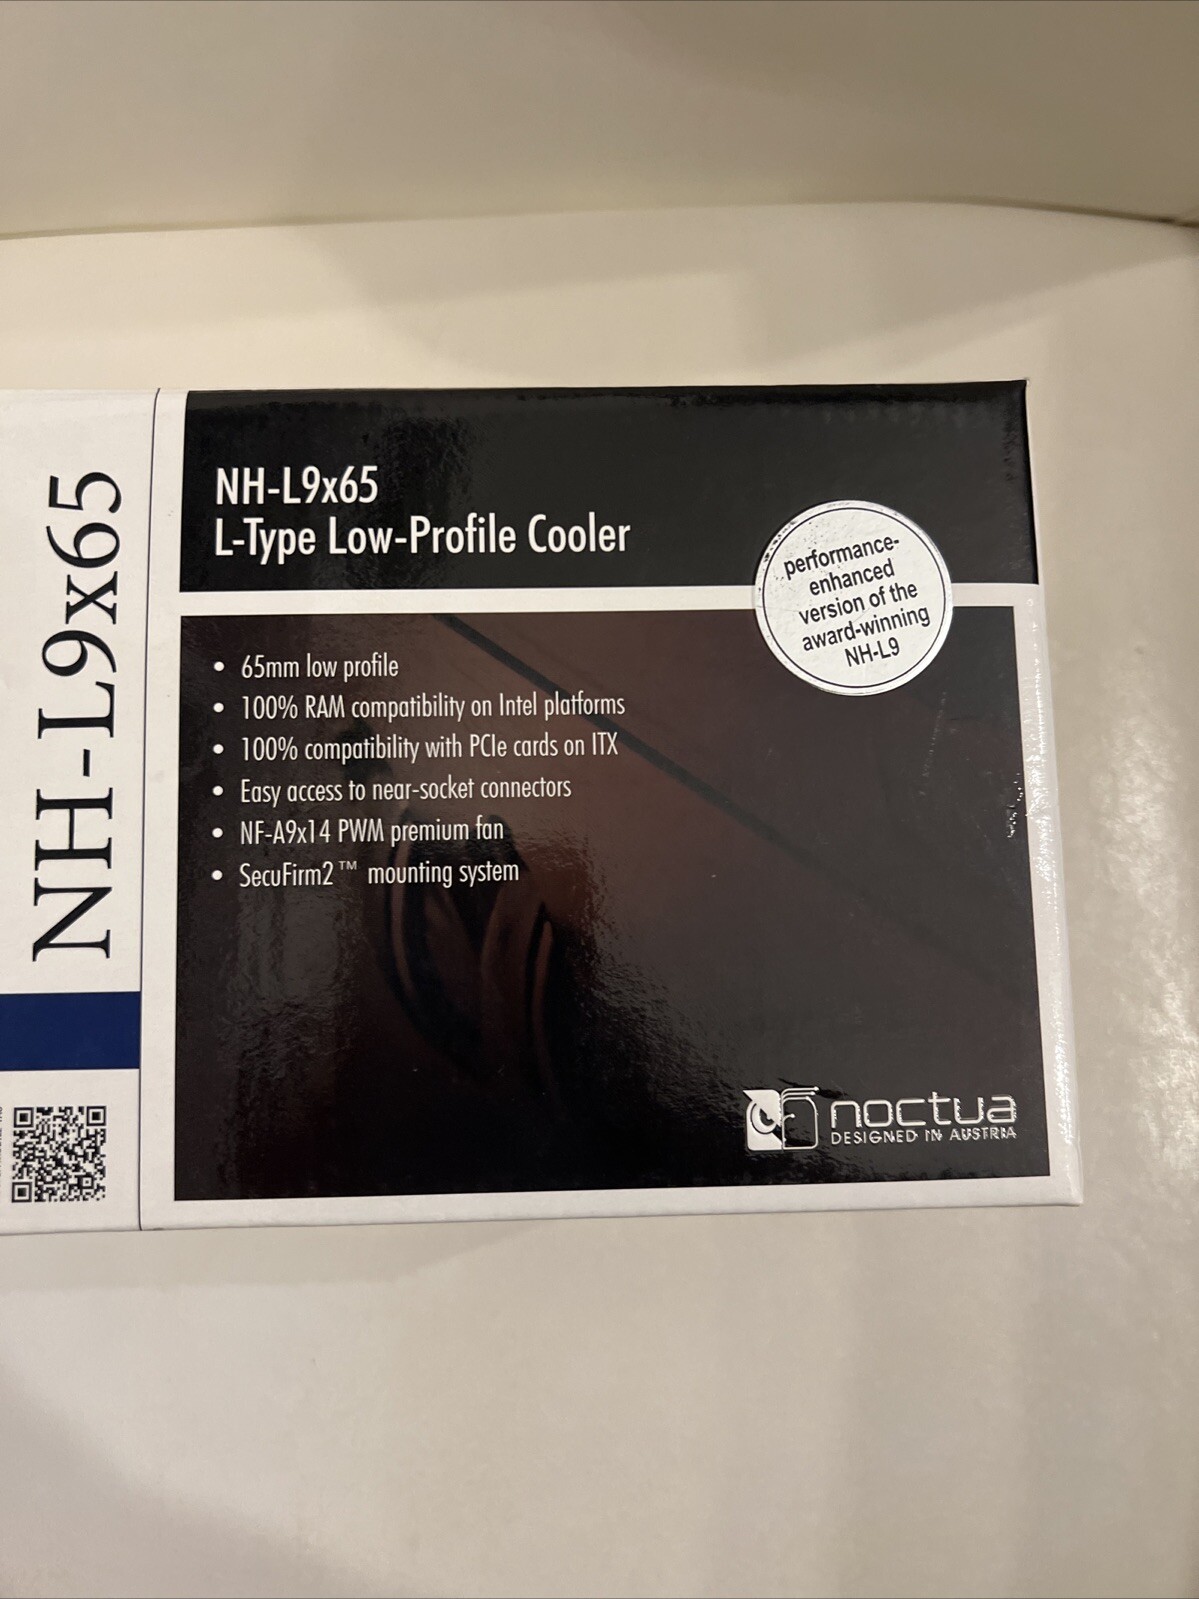 NH-L9x65
NH-L9x65
L-Type Low-Profile Cooler
performance-
enhanced
version of the
award-winning
NH-L9
• 65mm low profile
• 100% RAM compatibility on Intel platforms
• 100% compatibility with PCIe cards on ITX
• Easy access to near-socket connectors
• NF-A9x14 PWM premium fan
• SecuFirm2™ mounting system
noctua
DESIGNED IN AUSTRIA